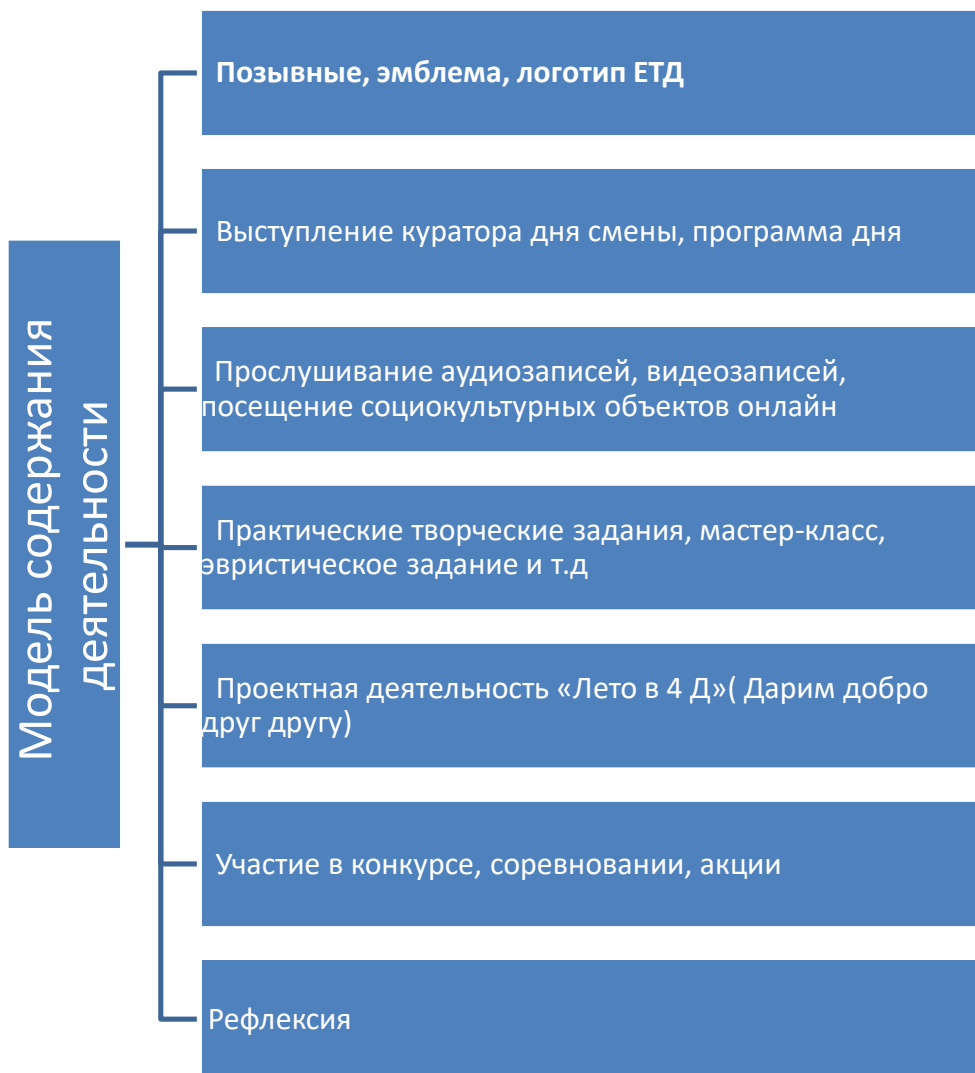 Модель содержания
деятельности
Позывные, эмблема, логотип ЕТД
Выступление куратора дня смены, программа дня
Прослушивание аудиозаписей, видеозаписей,
посещение социокультурных объектов онлайн
Практические творческие задания, мастер-класс,
эвристическое задание и т.д
Проектная деятельность «Лето в 4 Д»( Дарим добро
друг другу)
Участие в конкурсе, соревновании, акции
Рефлексия